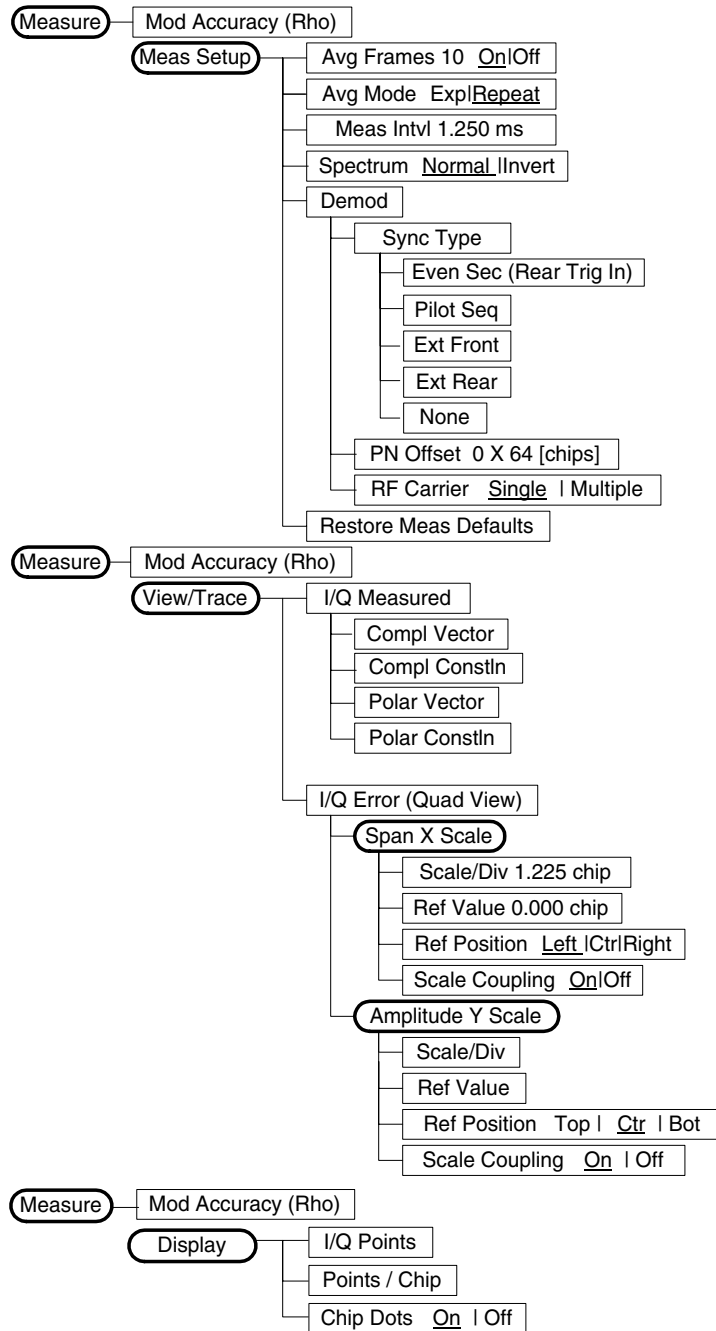 Measure
Mod Accuracy (Rho)
Meas Setup
Avg Frames 10 On|Off
Avg Mode Exp|Repeat
Meas Intvl 1.250 ms
Spectrum Normal |Invert
Demod
Sync Type
Even Sec (Rear Trig In)
Pilot Seq
Ext Front
Ext Rear
None
PN Offset 0 X 64 [chips]
RF Carrier Single | Multiple
Restore Meas Defaults
Measure
Mod Accuracy (Rho)
View/Trace
I/Q Measured
Compl Vector
Compl Constln
Polar Vector
Polar Constln
I/Q Error (Quad View)
Span X Scale
Scale/Div 1.225 chip
Ref Value 0.000 chip
Ref Position Left |Ctr|Right
Scale Coupling On|Off
Amplitude Y Scale
Scale/Div
Ref Value
Ref Position Top | Ctr | Bot
Scale Coupling On | Off
Measure
Mod Accuracy (Rho)
Display
I/Q Points
Points / Chip
Chip Dots On | Off